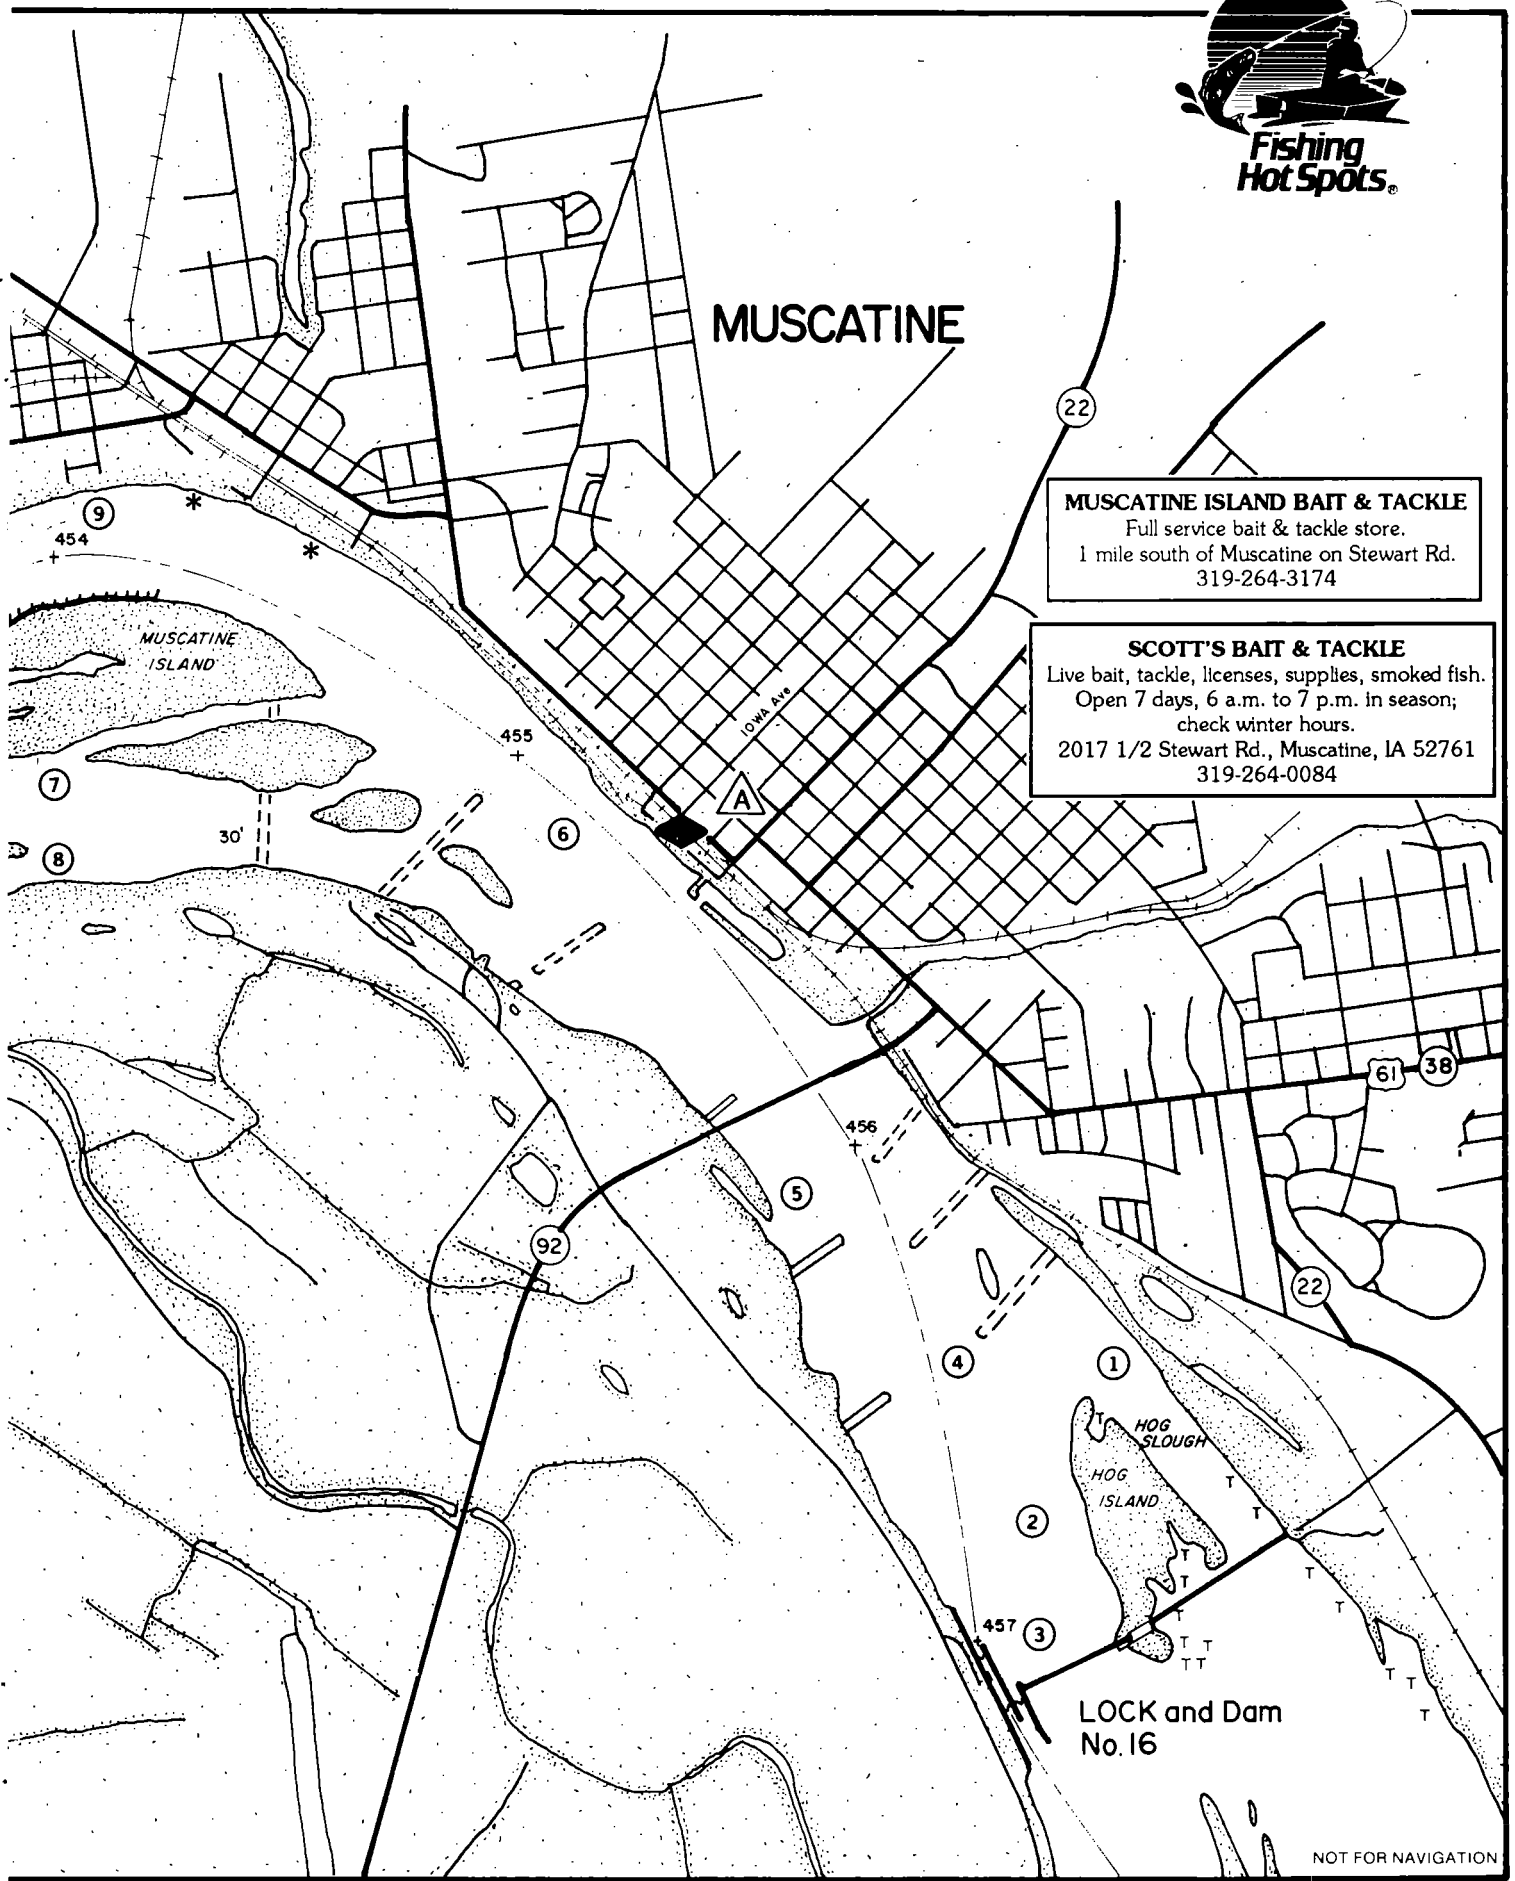 Fishing
Hot Spots®
MUSCATINE
22
MUSCATINE ISLAND BAIT & TACKLE
Full service bait & tackle store.
1 mile south of Muscatine on Stewart Rd.
319-264-3174
9
454
MUSCATINE
ISLAND
SCOTT'S BAIT & TACKLE
Live bait, tackle, licenses, supplies, smoked fish.
Open 7 days, 6 a.m. to 7 p.m. in season;
check winter hours.
2017 1/2 Stewart Rd., Muscatine, IA 52761
319-264-0084
IOWA Ave
455
7
A
30'
6
8
61
38
456
5
92
22
4
1
HOG
SLOUGH
T
HOG
ISLAND
T
T
2
T
T
T
T
T
457
3
T
T
T T
T
T
T
LOCK and Dam
No. 16
NOT FOR NAVIGATION